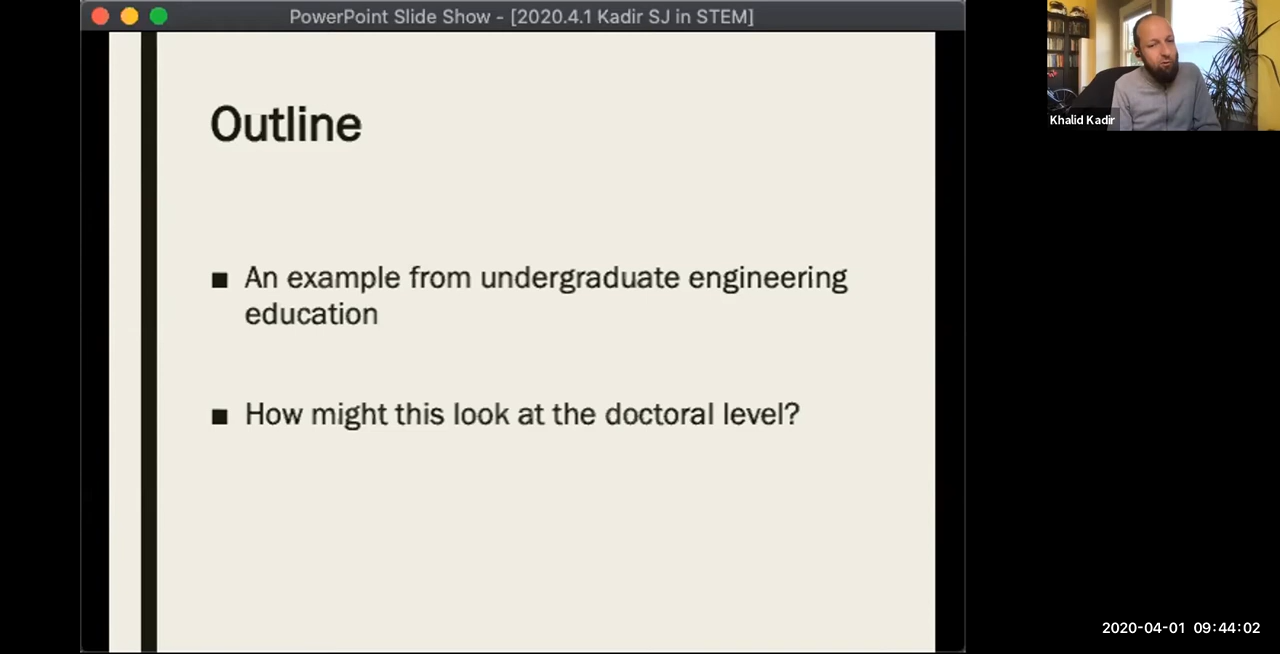 PowerPoint Slide Show - [2020.4.1 Kadir SJ in STEM]
Outline
■ An example from undergraduate engineering
education
■ How might this look at the doctoral level?
Khalid Kadir
2020-04-01 09:44:02